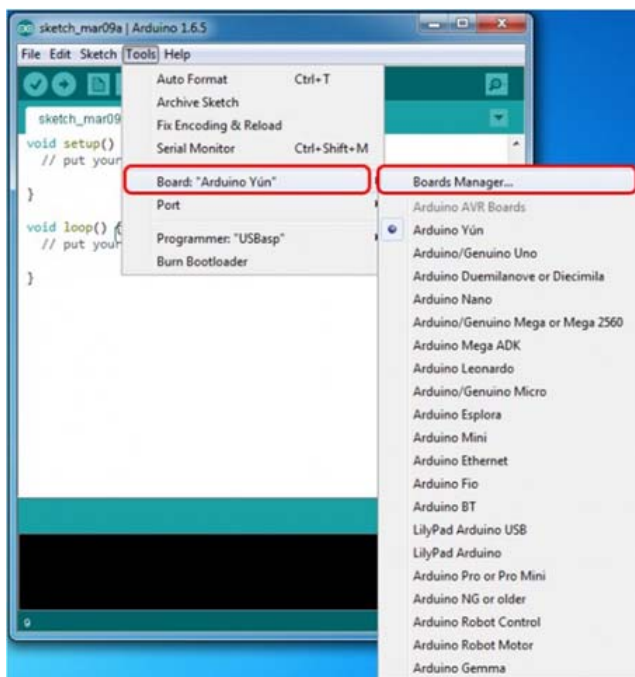 sketch_mar09a | Arduino 1.6.5
File Edit Sketch Tools Help
Auto Format Ctrl+T
Archive Sketch
Fix Encoding & Reload
Serial Monitor Ctrl+Shift+M
Board: "Arduino Yún"
Port
Programmer: "USBasp"
Burn Bootloader
sketch_mar09
void setup()
// put your
}
void loop() {
// put your
}
9
Boards Manager...
Arduino AVR Boards
Arduino Yún
Arduino/Genuino Uno
Arduino Duemilanove or Diecimila
Arduino Nano
Arduino/Genuino Mega or Mega 2560
Arduino Mega ADK
Arduino Leonardo
Arduino/Genuino Micro
Arduino Esplora
Arduino Mini
Arduino Ethernet
Arduino Fio
Arduino BT
LilyPad Arduino USB
LilyPad Arduino
Arduino Pro or Pro Mini
Arduino NG or older
Arduino Robot Control
Arduino Robot Motor
Arduino Gemma